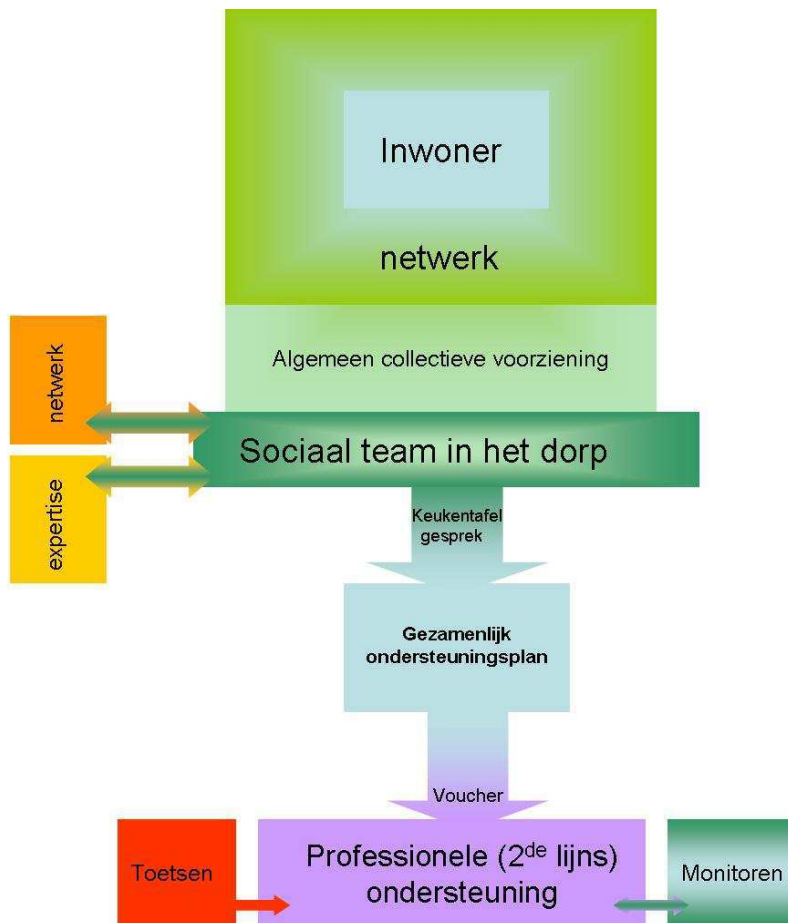 Inwoner
netwerk
Algemeen collectieve voorziening
netwerk
Sociaal team in het dorp
expertise
Keukentafel
gesprek
Gezamenlijk
ondersteuningsplan
Voucher
Toetsen
Professionele (2de lijns)
ondersteuning
Monitoren